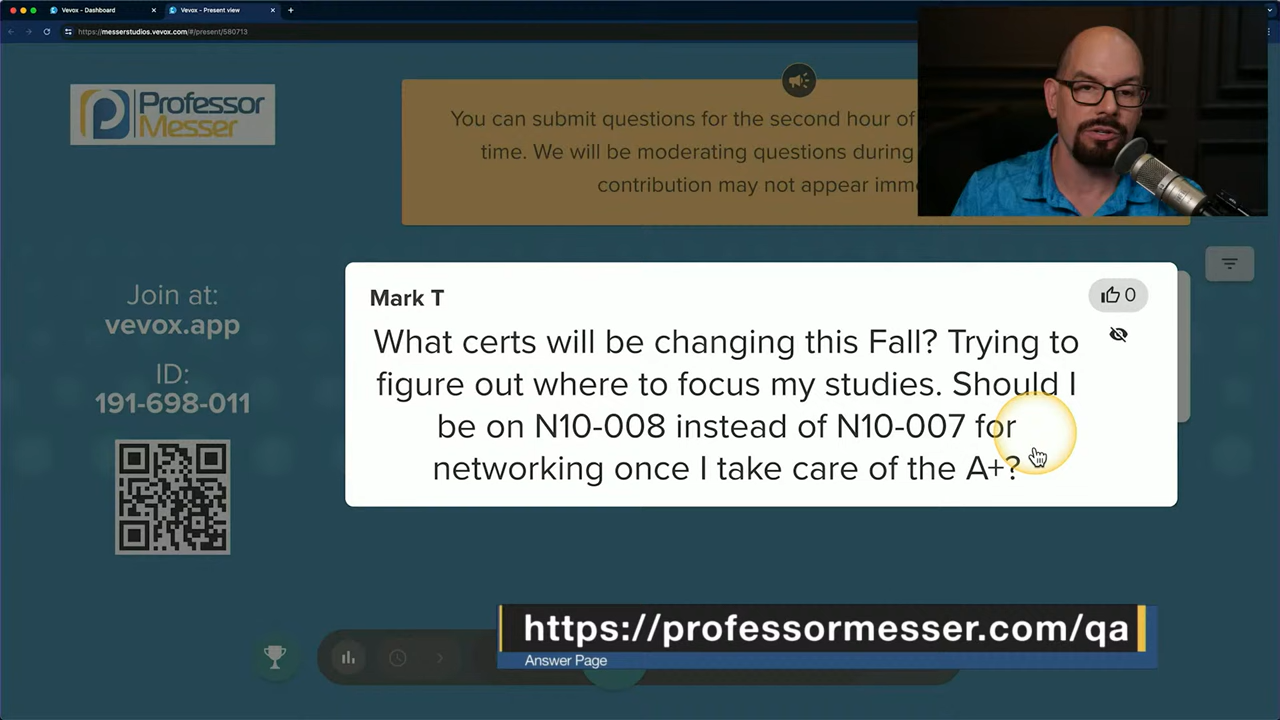 Vevox - Dashboard
Vevox - Present view
https://messerstudios.vevox.com/#/present/580713
Professor
Messer
You can submit questions for the second hour of
time. We will be moderating questions during
contribution may not appear
Join at:
vevox.app
ID:
191-698-011
Mark T
0
What certs will be changing this Fall? Trying to
figure out where to focus my studies. Should I
be on N10-008 instead of N10-007 for
networking once I take care of the A+?
https://professormesser.com/qa
Answer Page